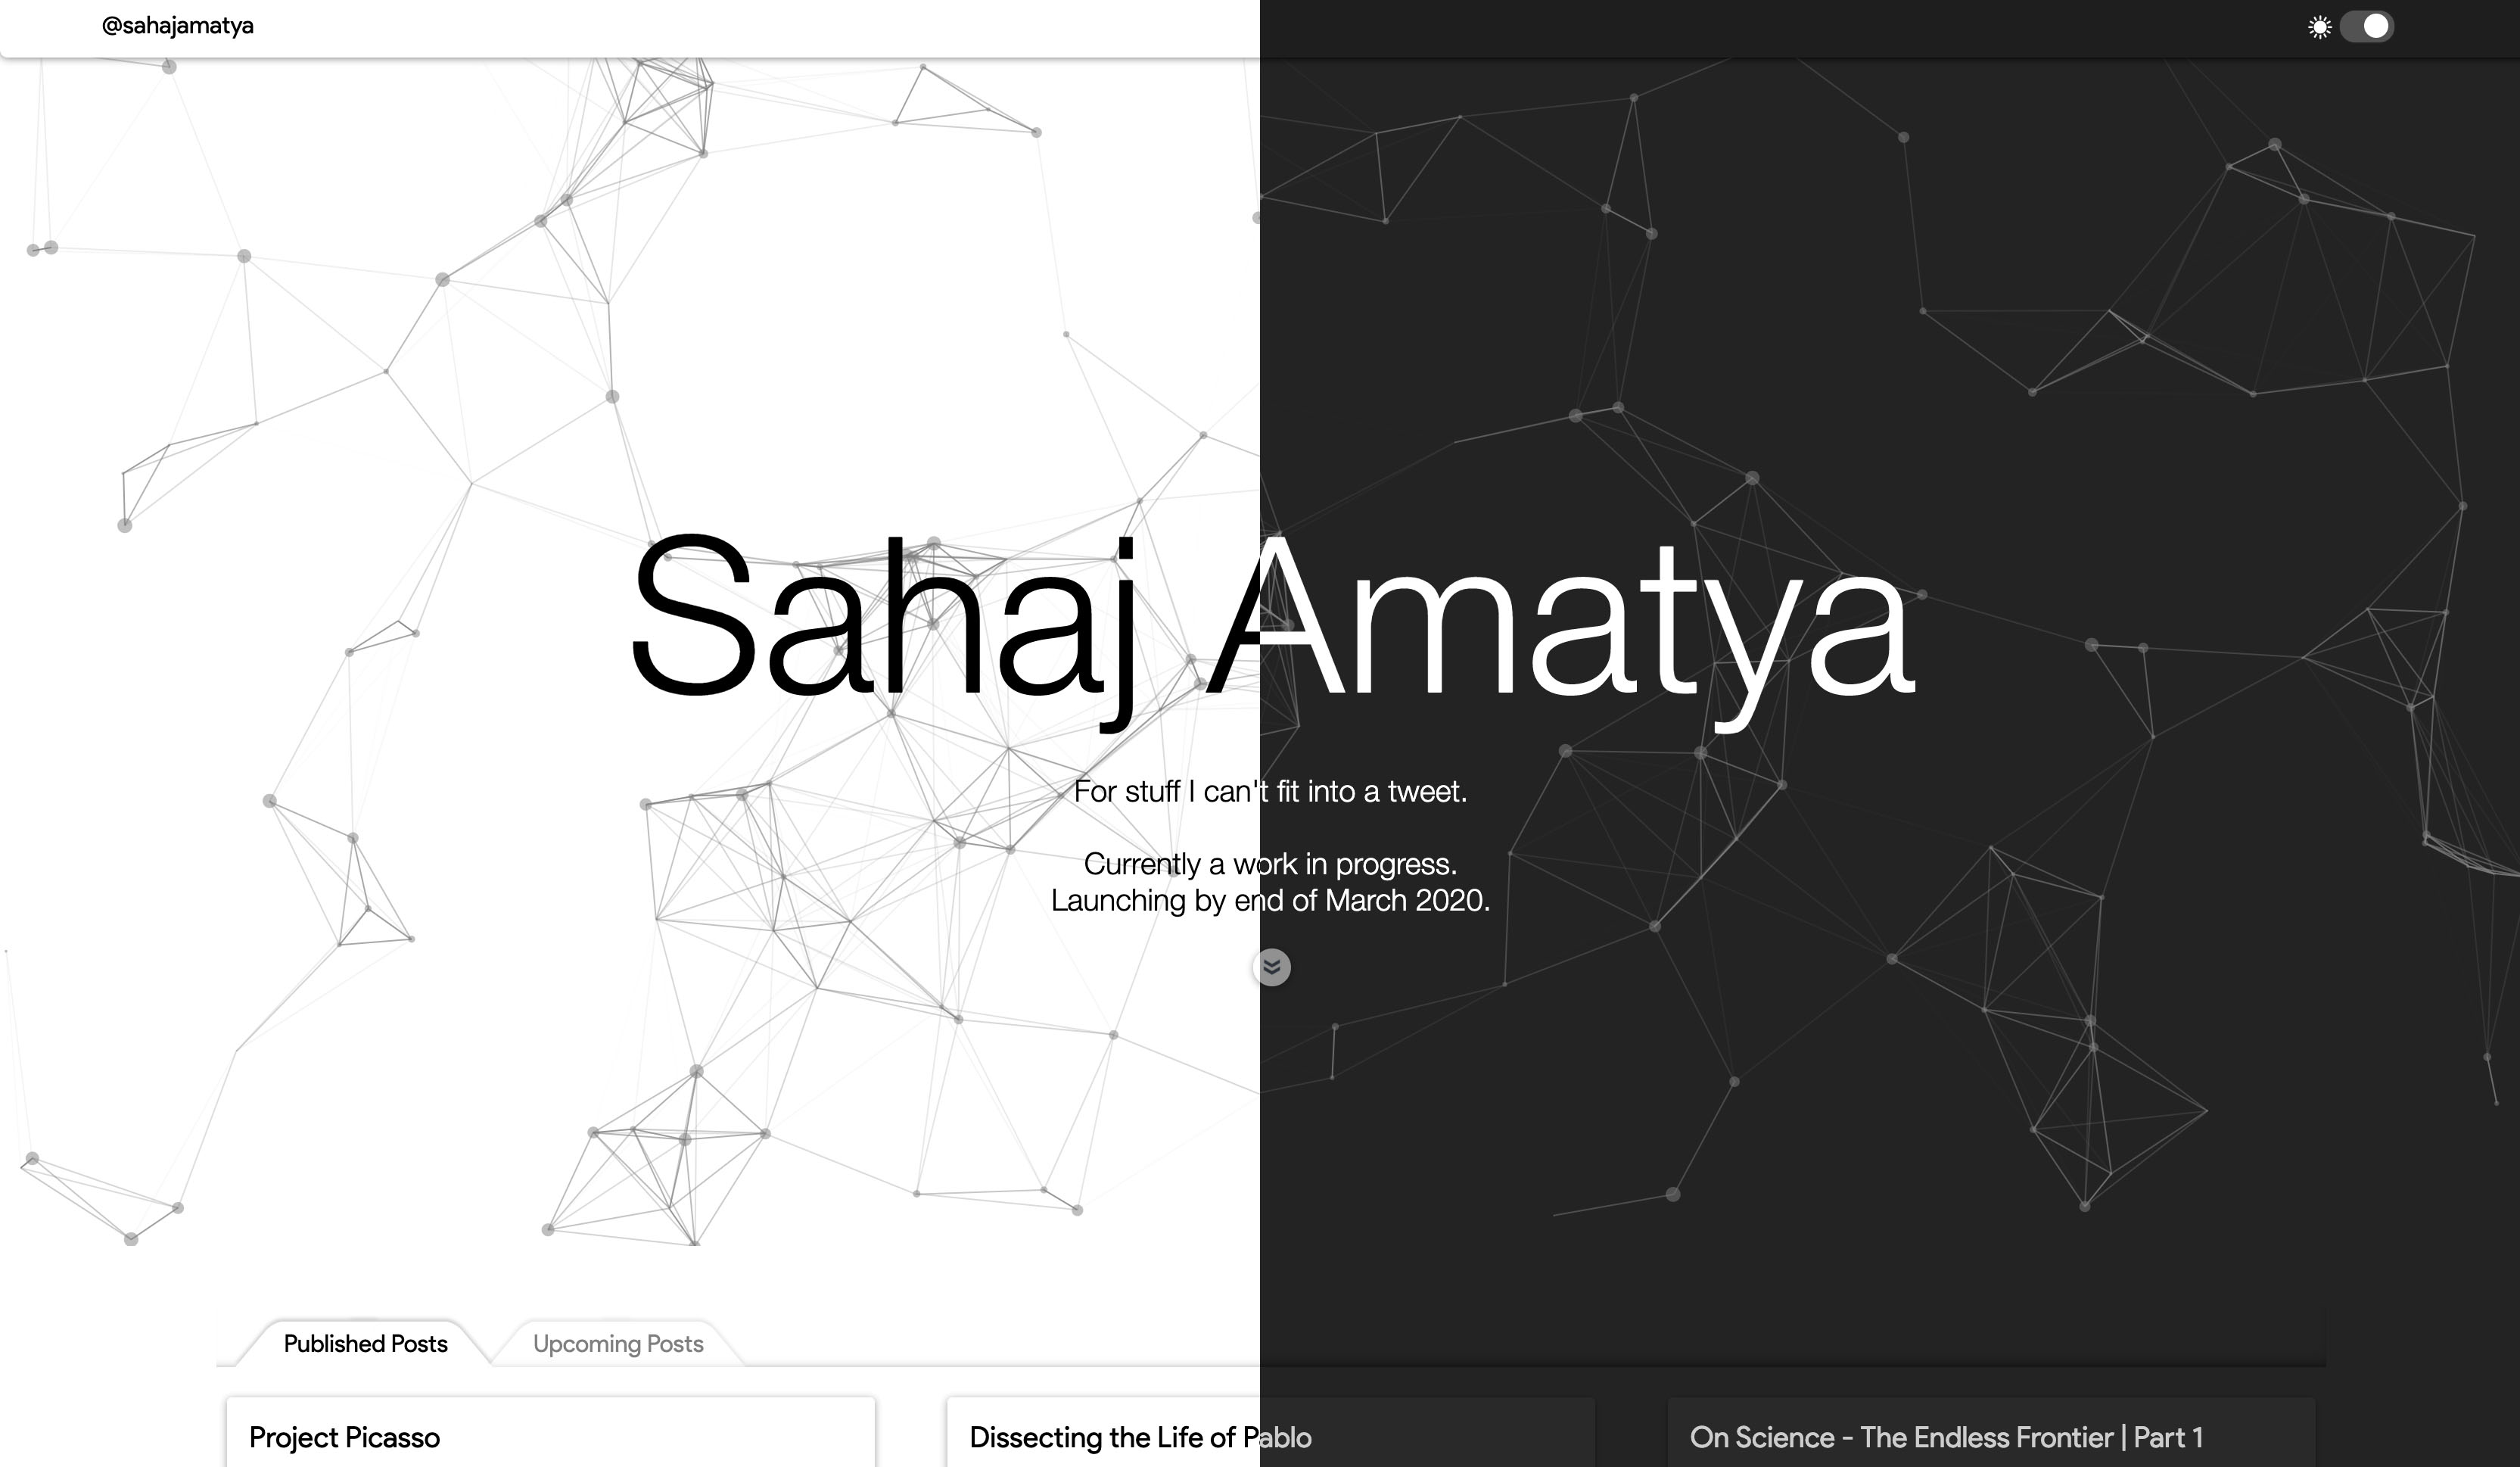 @sahajamatya
Sahaj Amatya
For stuff I can't fit into a tweet.
Currently a work in progress.
Launching by end of March 2020.
Published Posts
Upcoming Posts
Project Picasso
Dissecting the Life of Pablo
On Science - The Endless Frontier | Part 1